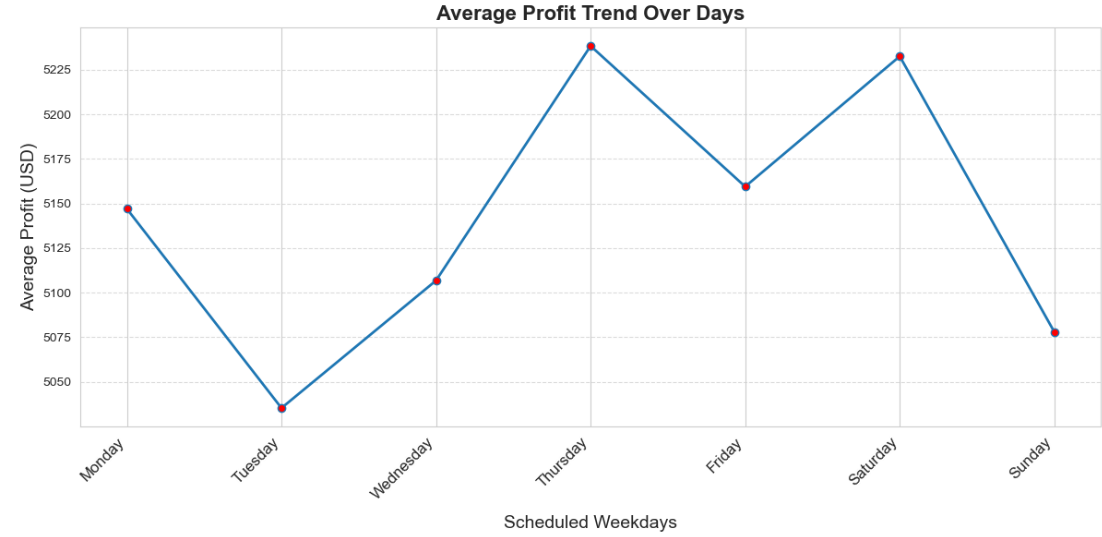 Average Profit Trend Over Days
Average Profit (USD)
5225
5200
5175
5150
5125
5100
5075
5050
Monday
Tuesday
Wednesday
Thursday
Friday
Saturday
Sunday
Scheduled Weekdays